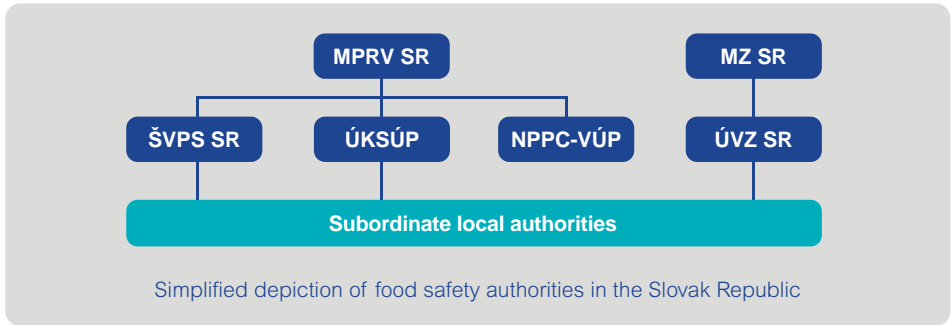 MPRV SR
MZ SR
ŠVPS SR
ÚKSÚP
NPPC-VÚP
ÚVZ SR
Subordinate local authorities
Simplified depiction of food safety authorities in the Slovak Republic